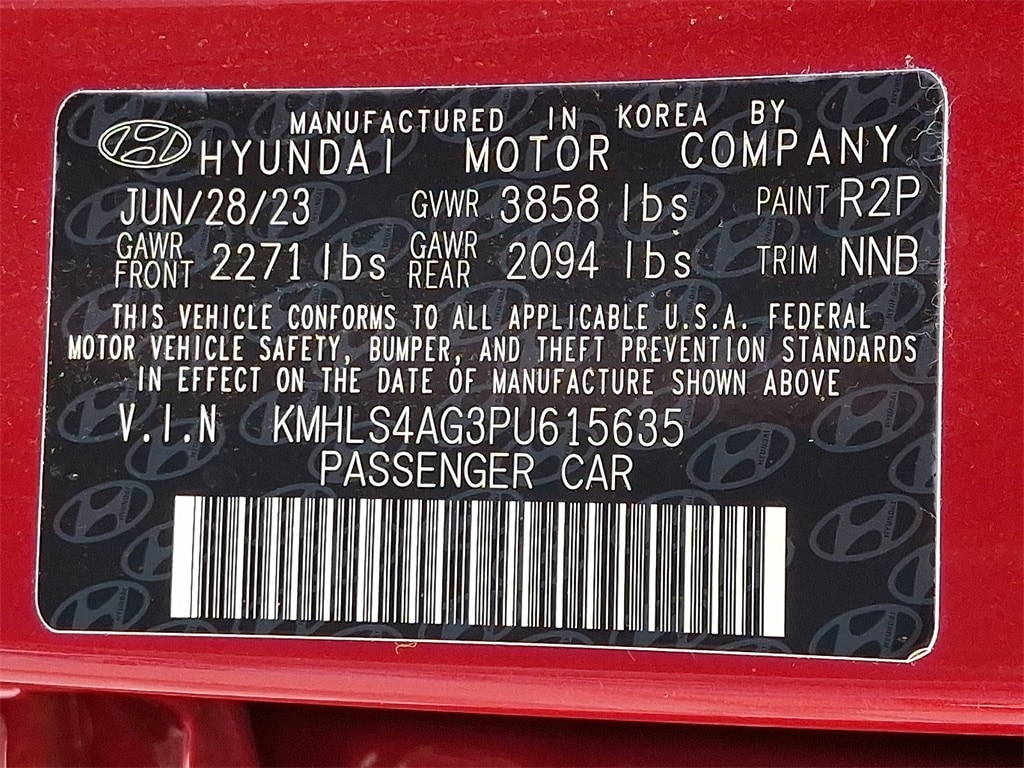 MANUFACTURED IN KOREA BY
HYUNDAI MOTOR COMPANY
JUN/28/23 GVWR 3858 lbs PAINT R2P
GAWR FRONT 2271 lbs GAWR REAR 2094 lbs TRIM NNB
THIS VEHICLE CONFORMS TO ALL APPLICABLE U.S.A. FEDERAL
MOTOR VEHICLE SAFETY, BUMPER, AND THEFT PREVENTION STANDARDS
IN EFFECT ON THE DATE OF MANUFACTURE SHOWN ABOVE
V.I.N KMHLS4AG3PU615635
PASSENGER CAR